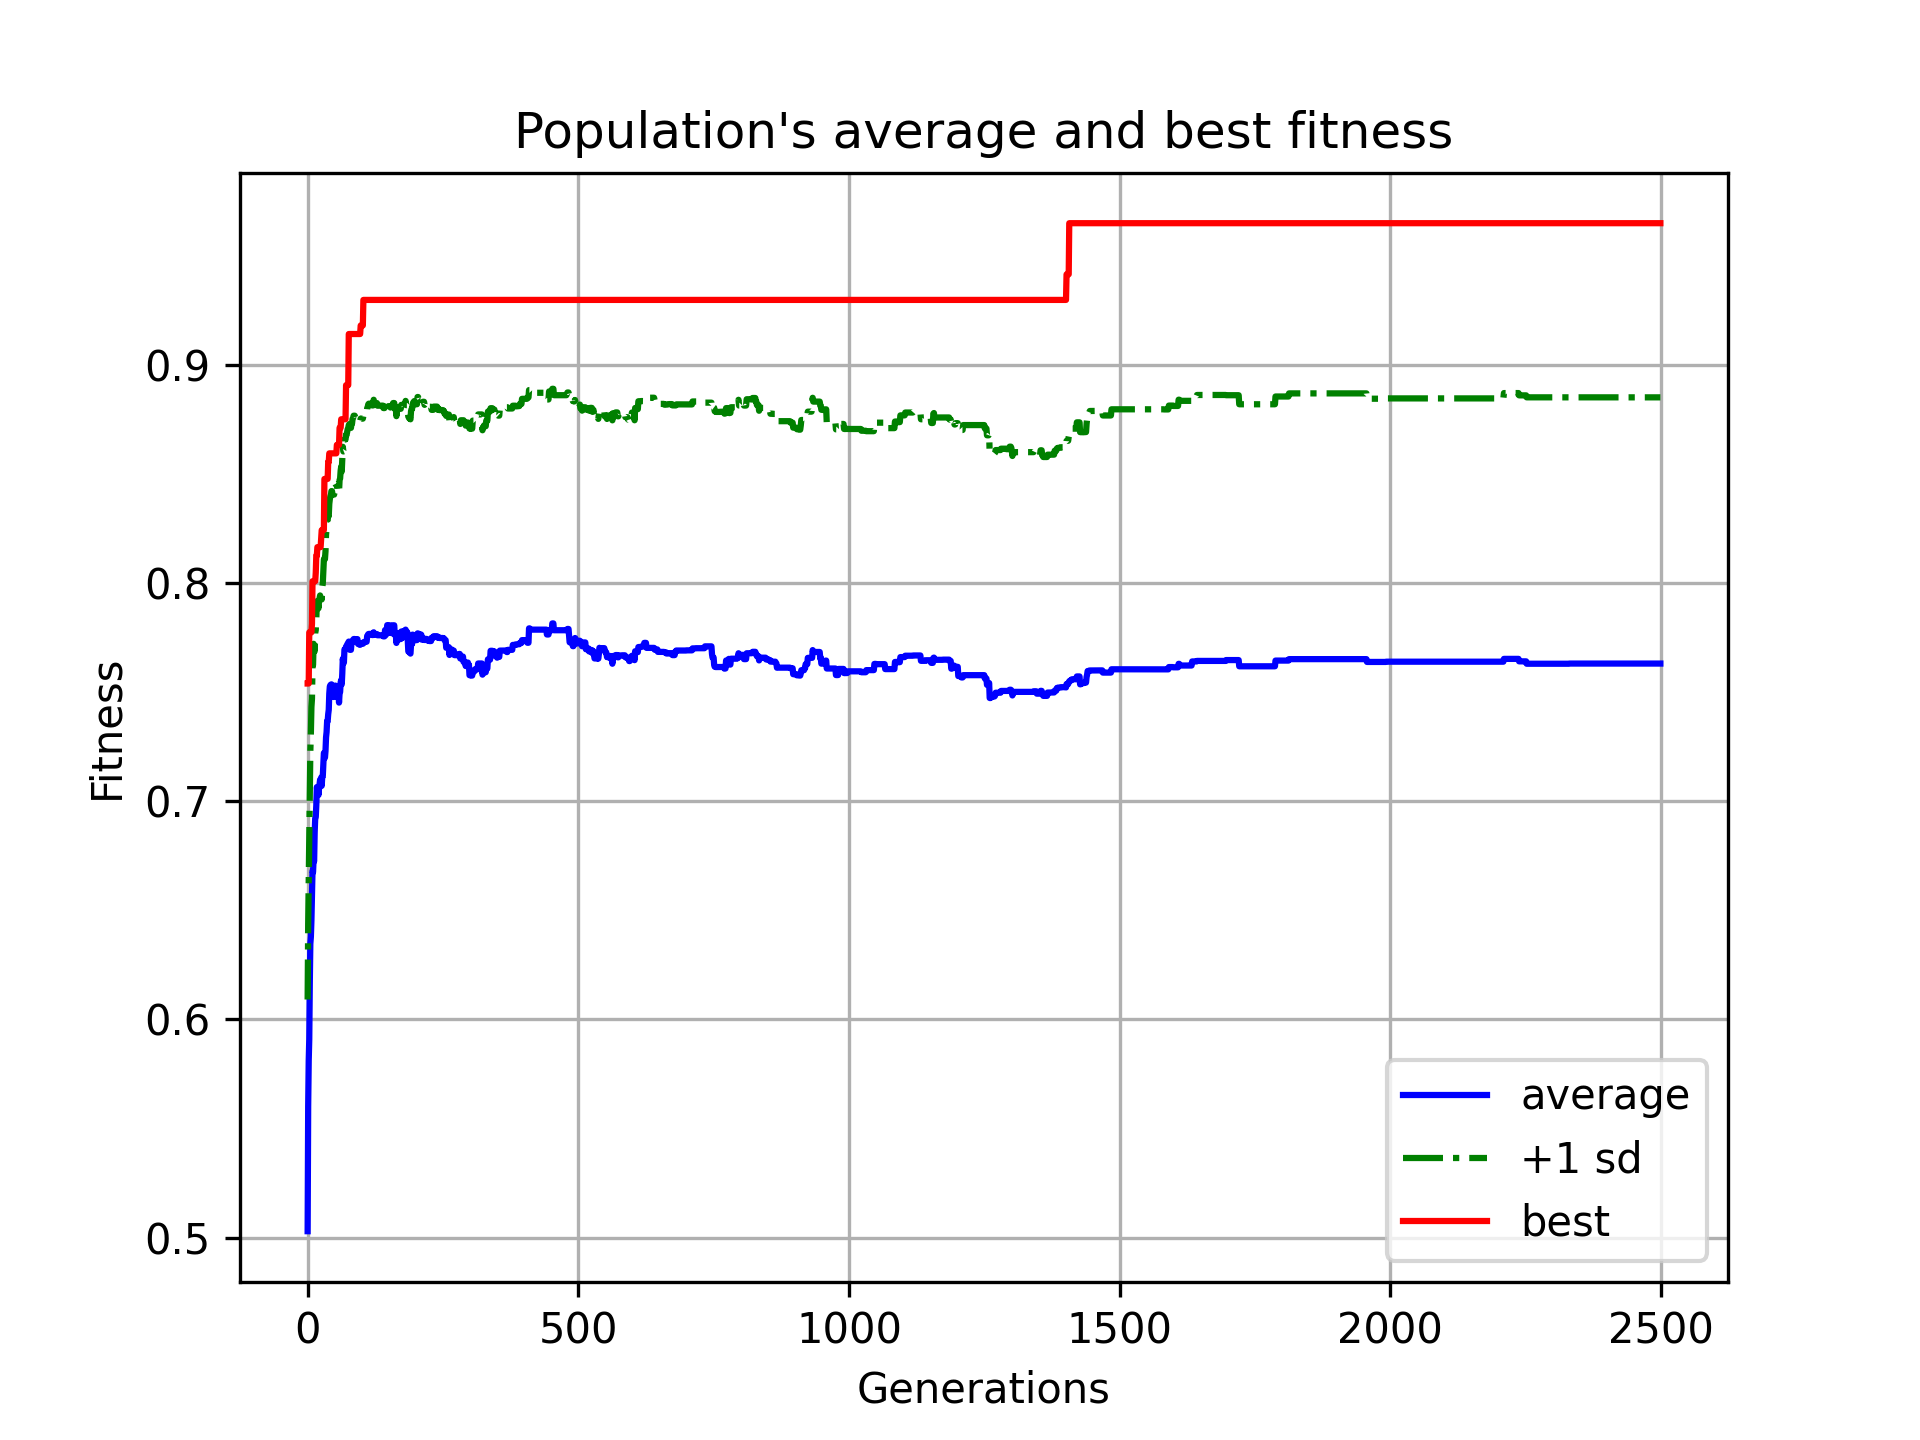 Population's average and best fitness
Fitness
0.9
0.8
0.7
0.6
0.5
0 500 1000 1500 2000 2500
Generations
average
+1 sd
best